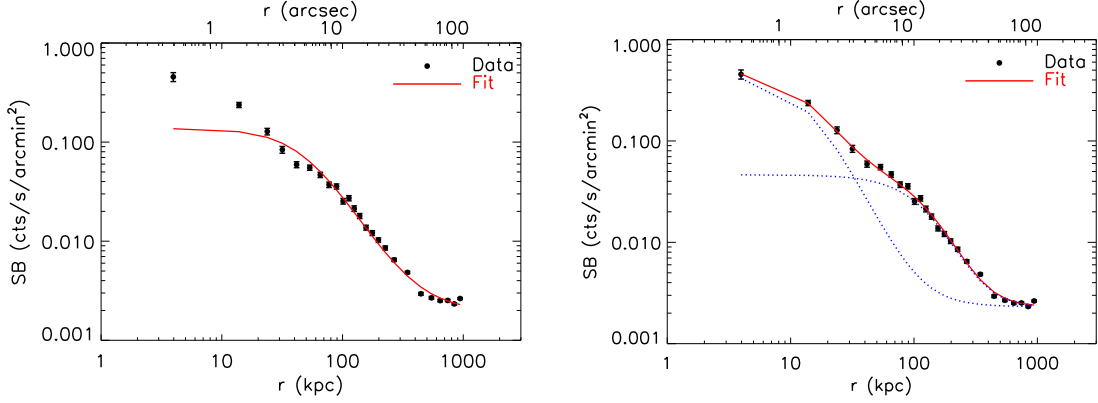 r (arcsec)
1 10 100
1.000
0.100
0.010
0.001
SB (cts/s/arcmin²)
Data
Fit
1 10 100 1000
r (kpc)
r (arcsec)
1 10 100
1.000
0.100
0.010
0.001
SB (cts/s/arcmin²)
Data
Fit
1 10 100 1000
r (kpc)